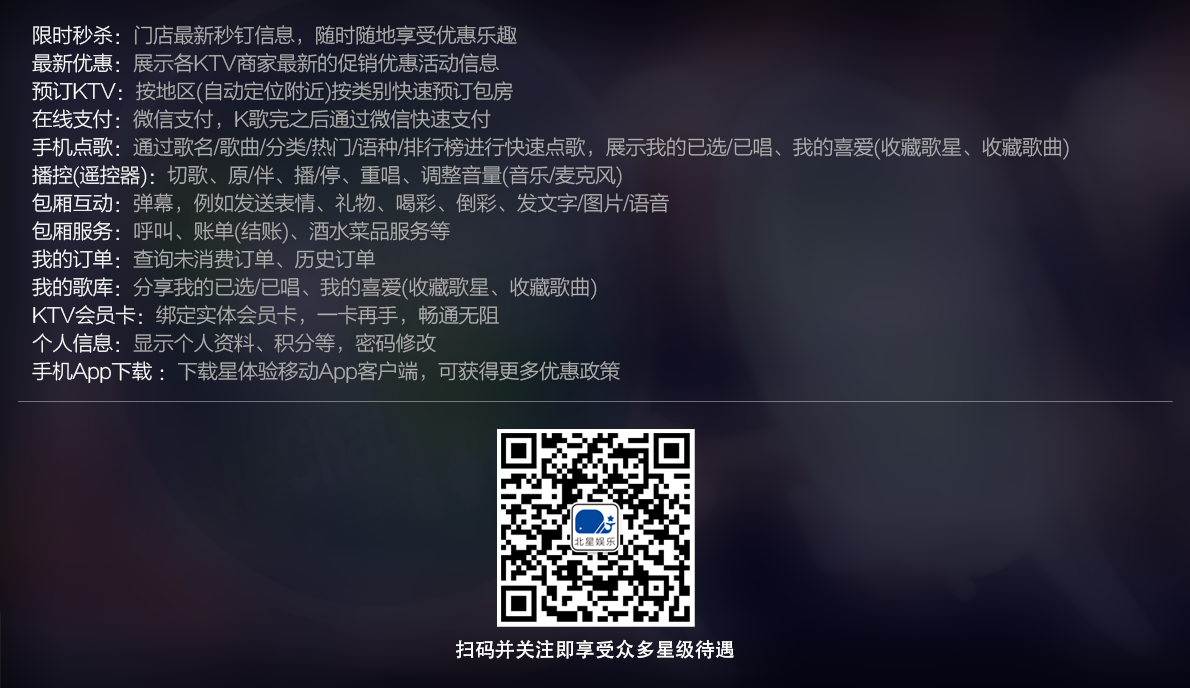 限时秒杀：门店最新秒钉信息，随时随地享受优惠乐趣
最新优惠：展示各KTV商家最新的促销优惠活动信息
预订KTV：按地区(自动定位附近)按类别快速预订包房
在线支付：微信支付，K歌完之后通过微信快速支付
手机点歌：通过歌名/歌曲/分类/热门/语种/排行榜进行快速点歌，展示我的已选/已唱、我的喜爱(收藏歌星、收藏歌曲)
播控(遥控器)：切歌、原/伴、播/停、重唱、调整音量(音乐/麦克风)
包厢互动：弹幕，例如发送表情、礼物、喝彩、倒彩、发文字/图片/语音
包厢服务：呼叫、账单(结账)、酒水菜品服务等
我的订单：查询未消费订单、历史订单
我的歌库：分享我的已选/已唱、我的喜爱(收藏歌星、收藏歌曲)
KTV会员卡：绑定实体会员卡，一卡再手，畅通无阻
个人信息：显示个人资料、积分等，密码修改
手机App下载：下载星体验移动App客户端，可获得更多优惠政策
北星娱乐
扫码并关注即享受众多星级待遇